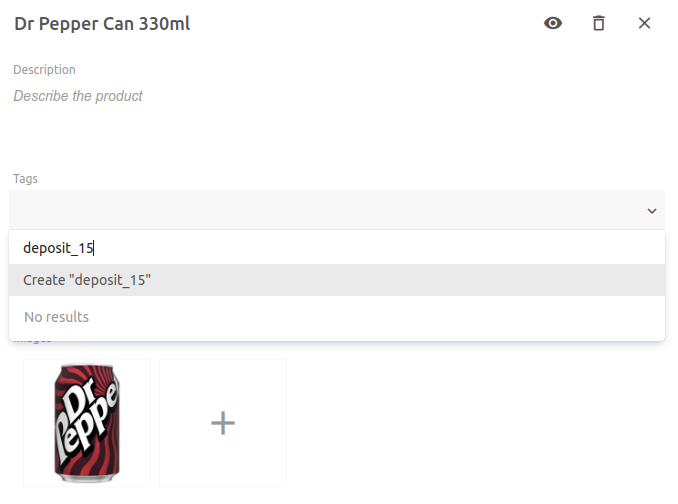 Dr Pepper Can 330ml
Description
Describe the product
Tags
deposit_15
Create "deposit_15"
No results
Images
Dr
Pepper